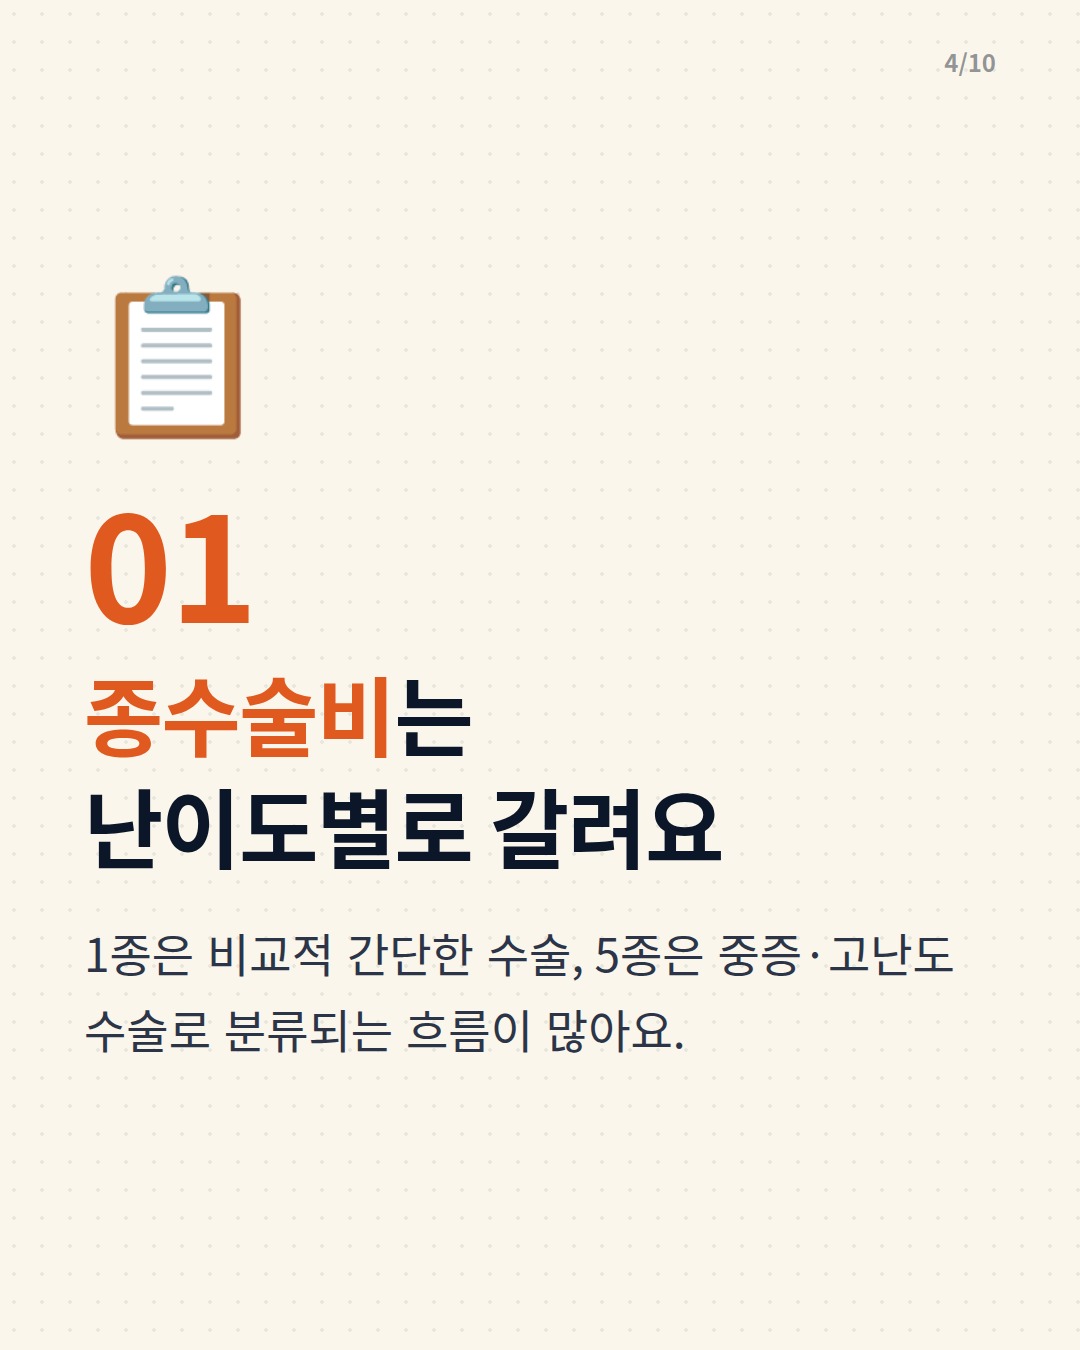 4/10
01
종수술비는
난이도별로 갈려요
1종은 비교적 간단한 수술, 5종은 중증·고난도
수술로 분류되는 흐름이 많아요.